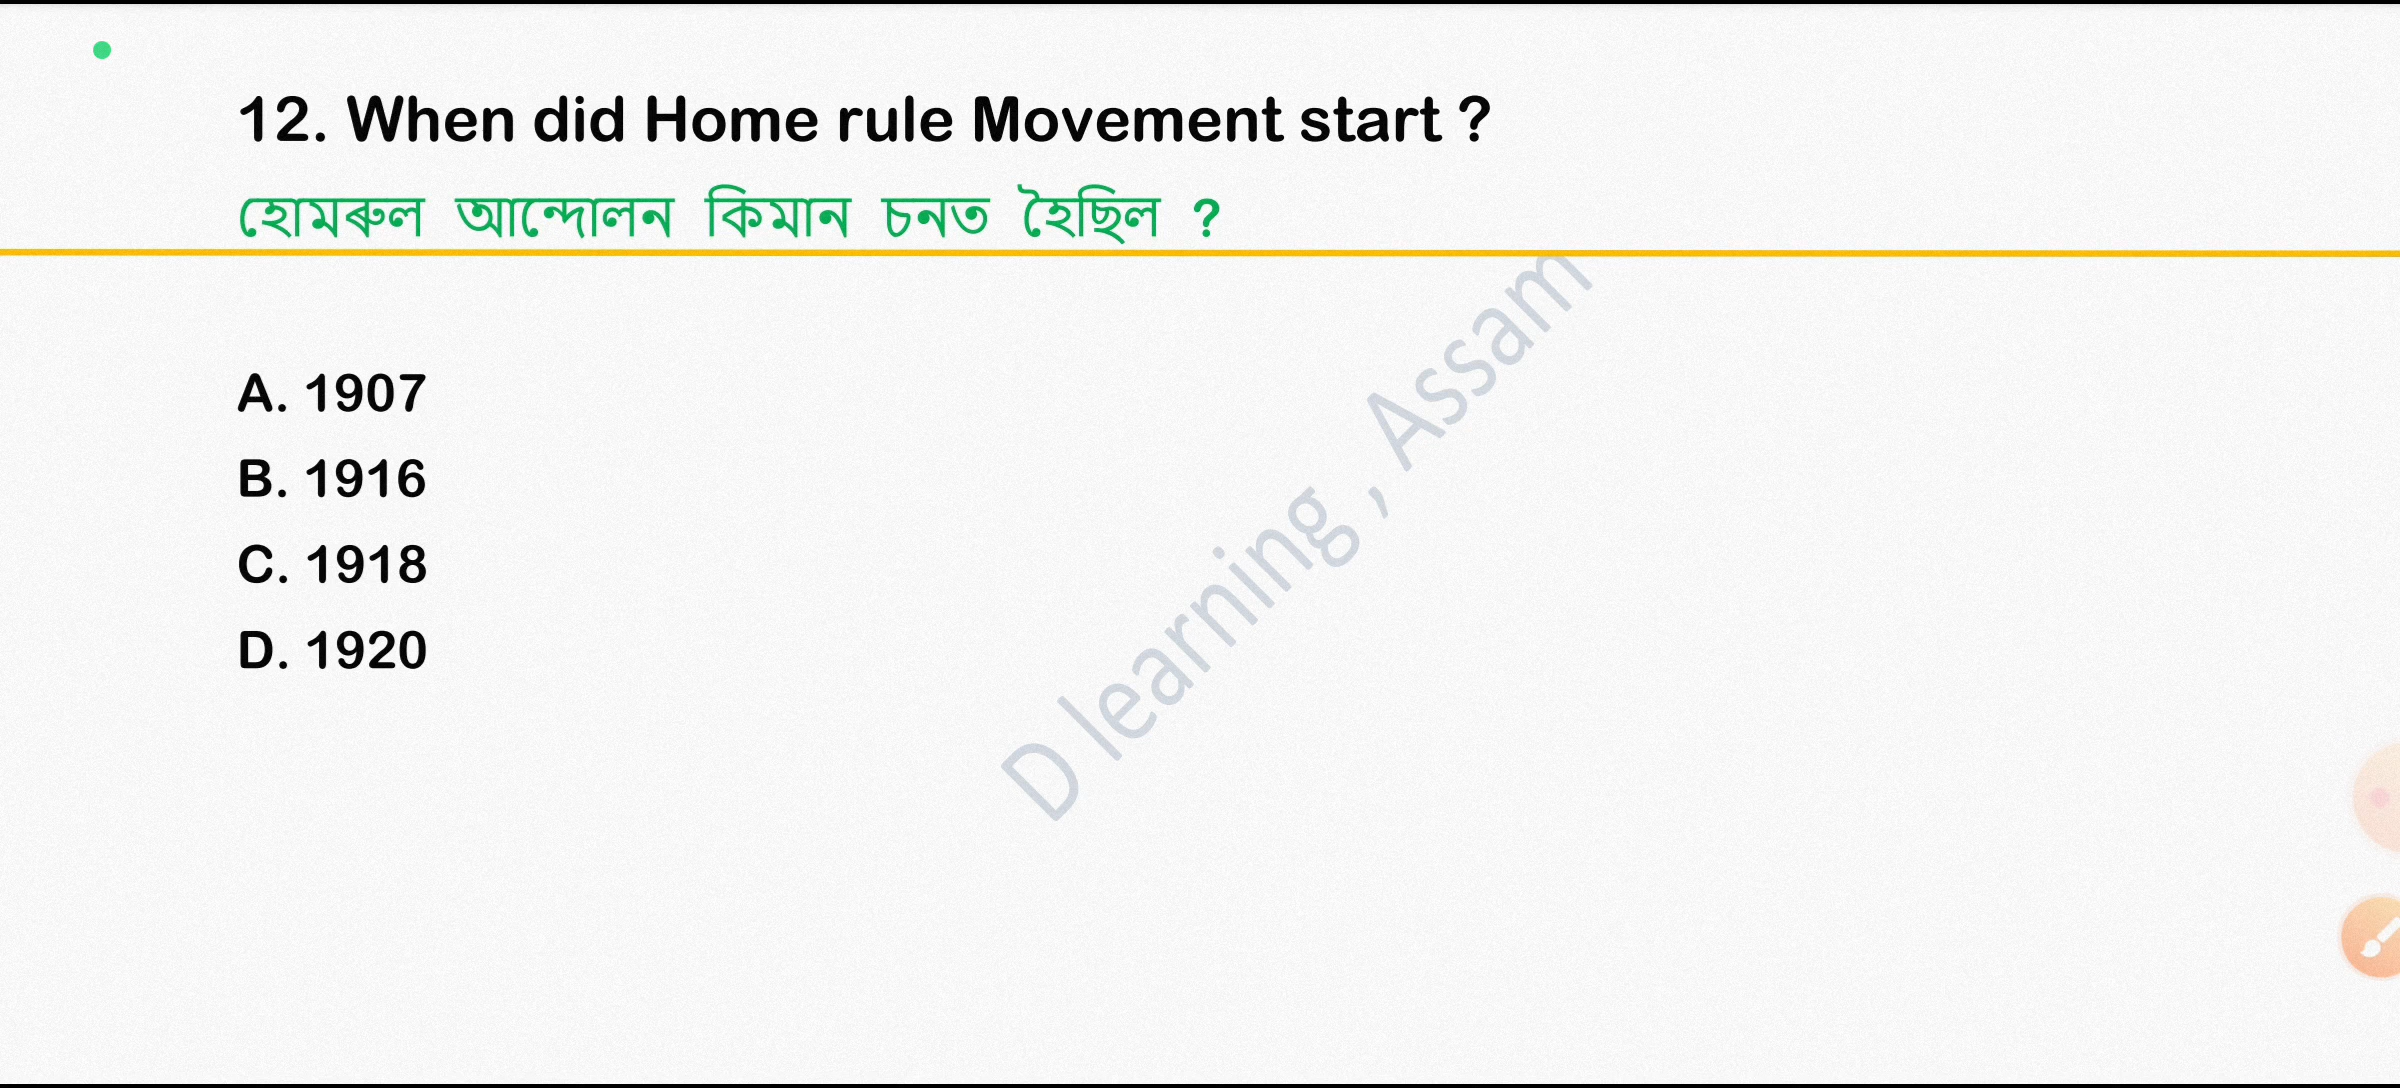 12. When did Home rule Movement start ?
হোমৰুল আন্দোলন কিমান চনত হৈছিল ?
A. 1907
B. 1916
C. 1918
D. 1920
D learning , Assam